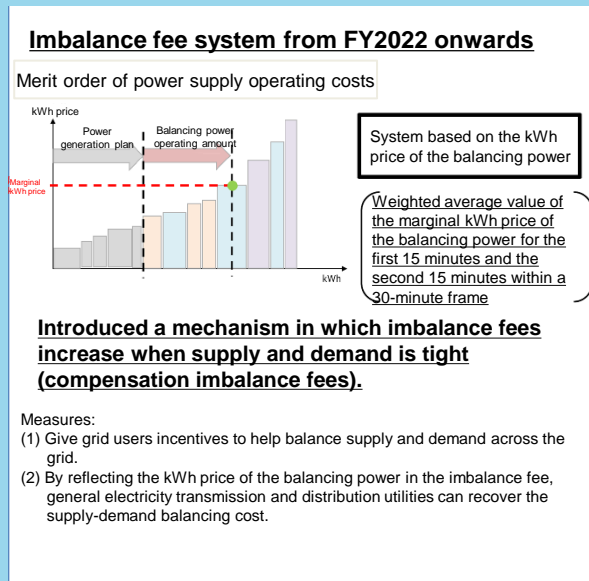 Imbalance fee system from FY2022 onwards
Merit order of power supply operating costs
kWh price
Power
generation plan
Balancing power
operating amount
Marginal
kWh price
kWh
System based on the kWh
price of the balancing power
Weighted average value of
the marginal kWh price of
the balancing power for the
first 15 minutes and the
second 15 minutes within a
30-minute frame
Introduced a mechanism in which imbalance fees
increase when supply and demand is tight
(compensation imbalance fees).
Measures:
(1) Give grid users incentives to help balance supply and demand across the
grid.
(2) By reflecting the kWh price of the balancing power in the imbalance fee,
general electricity transmission and distribution utilities can recover the
supply-demand balancing cost.